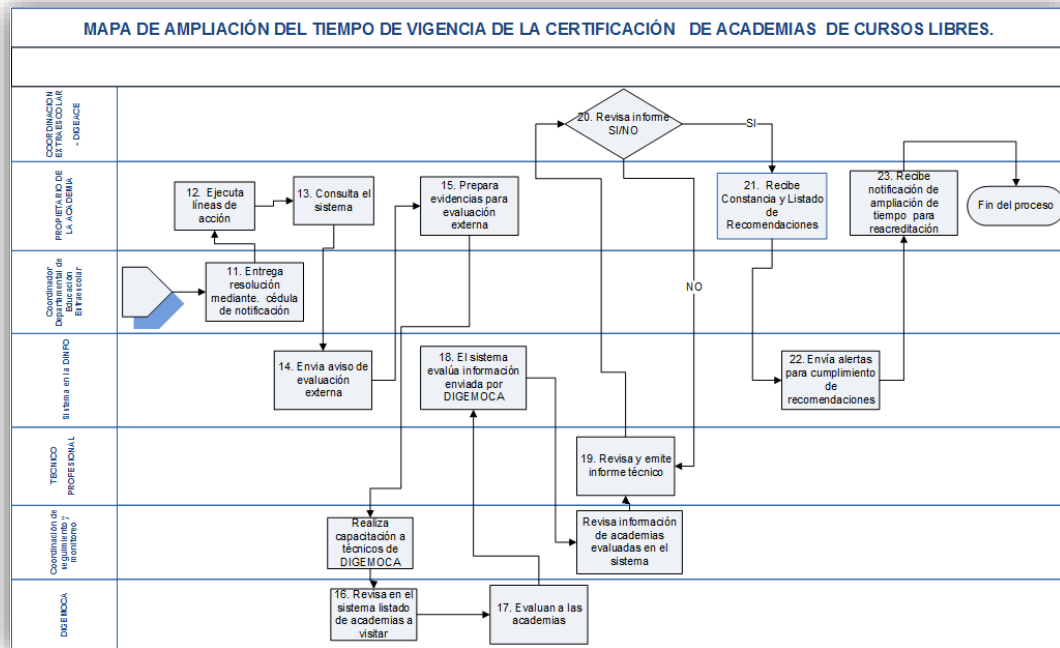 MAPA DE AMPLIACIÓN DEL TIEMPO DE VIGENCIA DE LA CERTIFICACIÓN DE ACADEMIAS DE CURSOS LIBRES.
COORDINACION
EXTRAESCOLAR
- DIGEACE
20. Revisa informe
SI/NO
SI
PROPIETARIO DE
LA ACADEMIA
12. Ejecuta
líneas de
acción
13. Consulta el
sistema
15. Prepara
evidencias para
evaluación
externa
21. Recibe
Constancia y Listado
de
Recomendaciones
23. Recibe
notificación de
ampliación de
tiempo para
reacreditación
Fin del proceso
Coordinador
Departamental de
Educación
Extraescolar
11. Entrega
resolución
mediante. cédula
de notificación
NO
Sistema en la DINFO
14. Envia aviso de
evaluación
externa
18. El sistema
evalúa información
enviada por
DIGEMOCA
22. Envía alertas
para cumplimiento
de
recomendaciones
TECNICO
PROFESIONAL
19. Revisa y emite
informe técnico
Coordinación de
seguimiento y
monitoreo
Realiza
capacitación a
técnicos de
DIGEMOCA
Revisa información
de academias
evaluadas en el
sistema
DIGEMOCA
16. Revisa en el
sistema listado
de academias a
visitar
17. Evaluan a las
academias